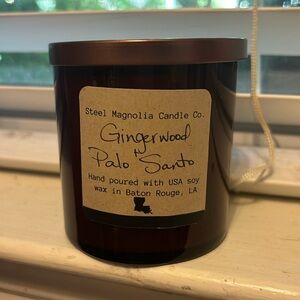 Steel Magnolia Candle Co.
Gingerwood
+
Palo Santo
Hand poured with USA soy
wax in Baton Rouge, LA